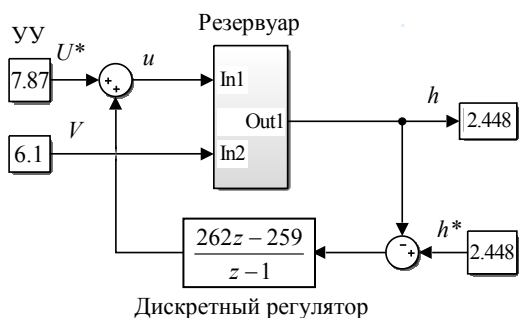 Резервуар
УУ
U*
7.87
+
+
u
In1
Out1
In2
h
2.448
V
6.1
262z − 259
z − 1
-
+
h*
2.448
Дискретный регулятор